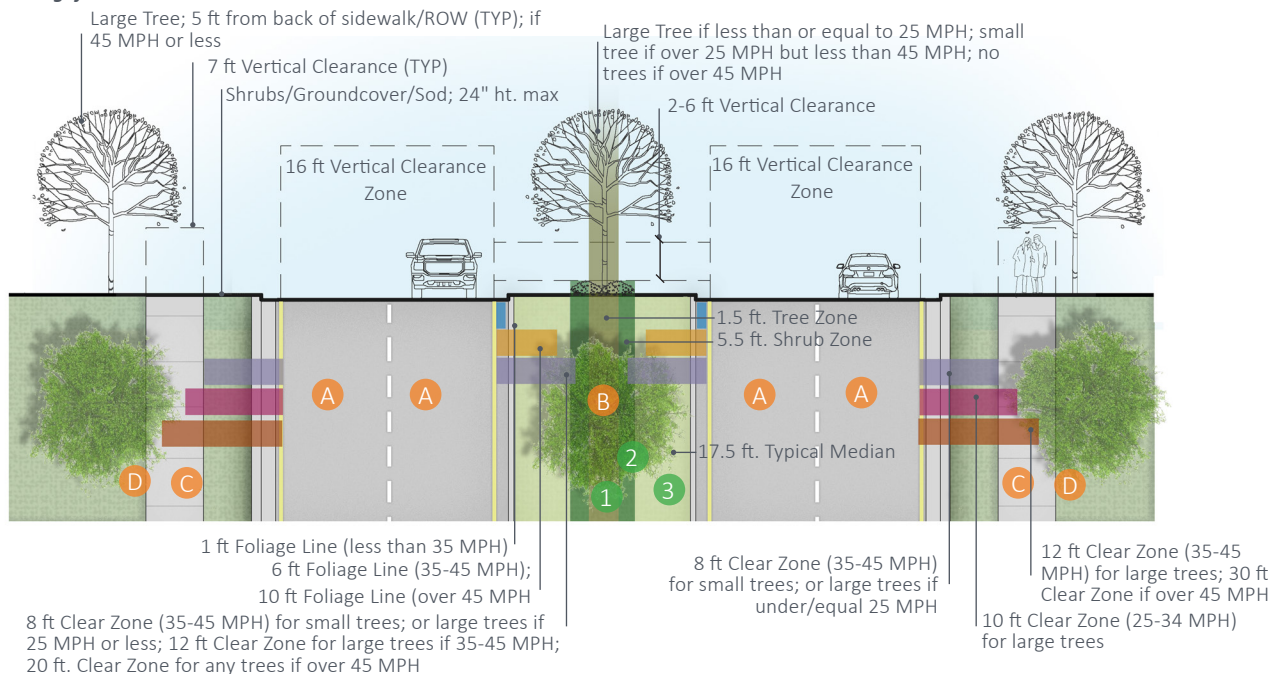 Large Tree; 5 ft from back of sidewalk/ROW (TYP); if
45 MPH or less
7 ft Vertical Clearance (TYP)
Shrubs/Groundcover/Sod; 24" ht. max
Large Tree if less than or equal to 25 MPH; small
tree if over 25 MPH but less than 45 MPH; no
trees if over 45 MPH
2-6 ft Vertical Clearance
16 ft Vertical Clearance
Zone
16 ft Vertical Clearance
Zone
1.5 ft. Tree Zone
5.5 ft. Shrub Zone
A
A
B
A
A
17.5 ft. Typical Median
2
D
C
1
3
C
D
1 ft Foliage Line (less than 35 MPH)
6 ft Foliage Line (35-45 MPH);
10 ft Foliage Line (over 45 MPH
8 ft Clear Zone (35-45 MPH) for small trees; or large trees if
25 MPH or less; 12 ft Clear Zone for large trees if 35-45 MPH;
20 ft. Clear Zone for any trees if over 45 MPH
8 ft Clear Zone (35-45 MPH)
for small trees; or large trees if
under/equal 25 MPH
12 ft Clear Zone (35-45
MPH) for large trees; 30 ft
Clear Zone if over 45 MPH
10 ft Clear Zone (25-34 MPH)
for large trees